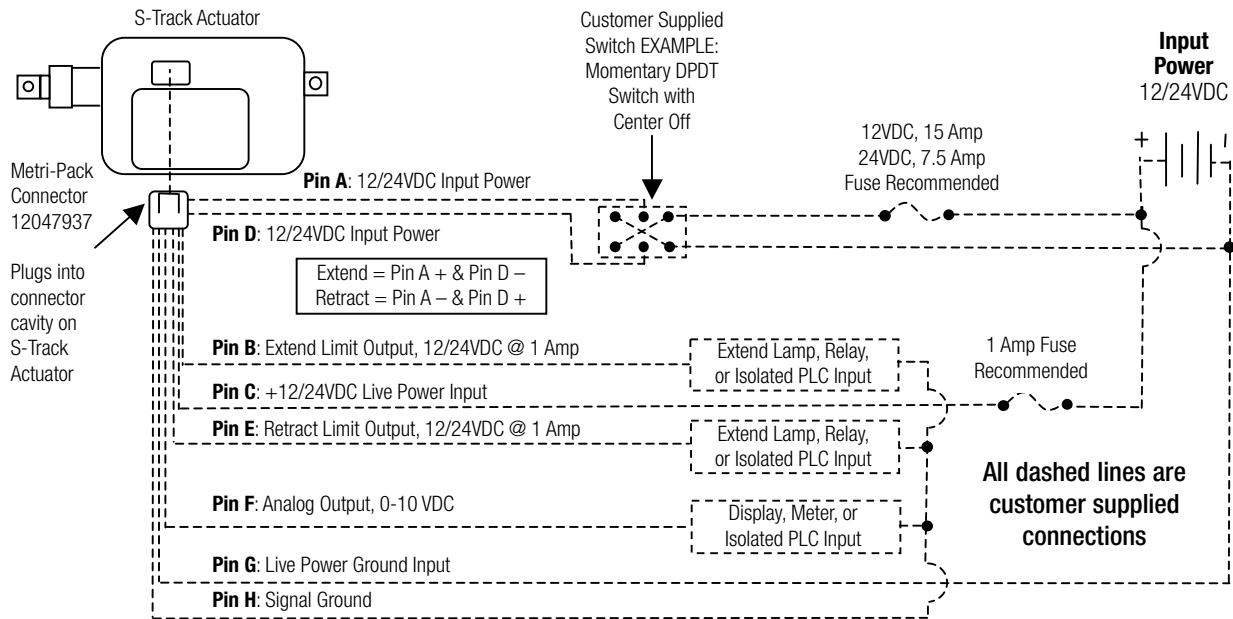 S-Track Actuator
Customer Supplied
Switch EXAMPLE:
Momentary DPDT
Switch with
Center Off
Input
Power
12/24VDC
+
-
12VDC, 15 Amp
24VDC, 7.5 Amp
Fuse Recommended
Metri-Pack
Connector
12047937
Plugs into
connector
cavity on
S-Track
Actuator
Pin A: 12/24VDC Input Power
Pin D: 12/24VDC Input Power
Extend = Pin A + & Pin D –
Retract = Pin A – & Pin D +
Pin B: Extend Limit Output, 12/24VDC @ 1 Amp
Extend Lamp, Relay,
or Isolated PLC Input
1 Amp Fuse
Recommended
Pin C: +12/24VDC Live Power Input
Pin E: Retract Limit Output, 12/24VDC @ 1 Amp
Extend Lamp, Relay,
or Isolated PLC Input
Pin F: Analog Output, 0-10 VDC
Display, Meter, or
Isolated PLC Input
All dashed lines are
customer supplied
connections
Pin G: Live Power Ground Input
Pin H: Signal Ground